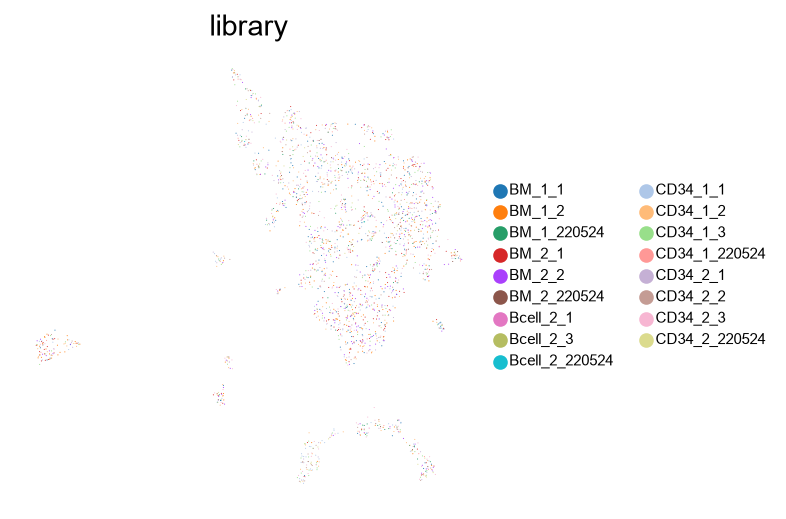 library
BM_1_1
BM_1_2
BM_1_220524
BM_2_1
BM_2_2
BM_2_220524
Bcell_2_1
Bcell_2_3
Bcell_2_220524
CD34_1_1
CD34_1_2
CD34_1_3
CD34_1_220524
CD34_2_1
CD34_2_2
CD34_2_3
CD34_2_220524